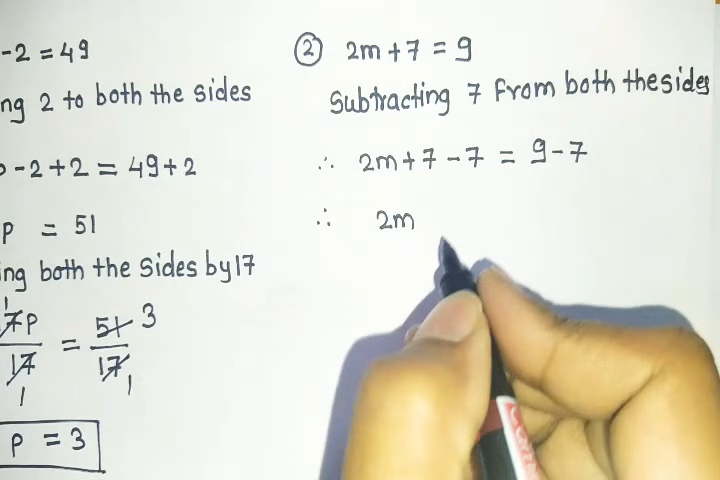 -2 = 49
ng 2 to both the sides
-2+2 = 49+2
p = 51
ing both the sides by 17
17p/17 = 51/17 3
1
1
1
p = 3
② 2m + 7 = 9
Subtracting 7 from both the sides
∴ 2m + 7 - 7 = 9 - 7
∴ 2m